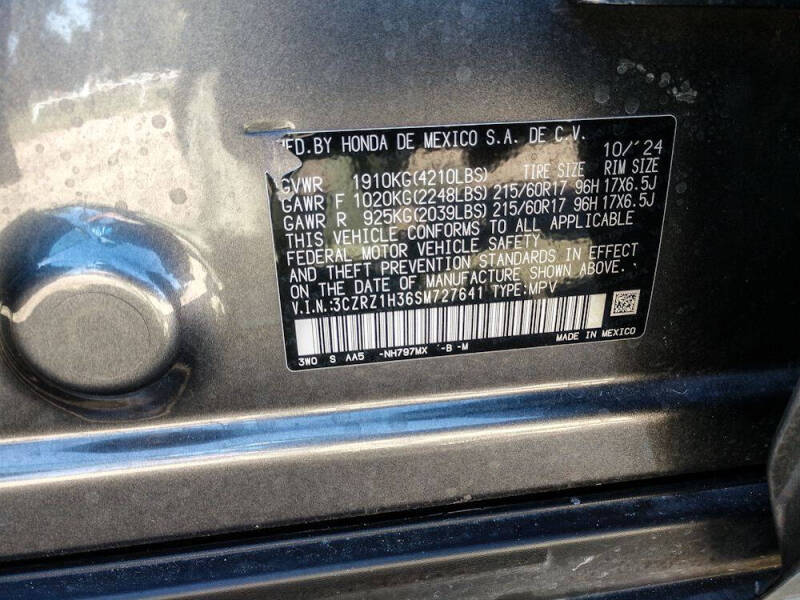 MFD.BY HONDA DE MEXICO S.A. DE C.V. 10/'24
GVWR 1910KG(4210LBS) TIRE SIZE RIM SIZE
GAWR F 1020KG(2248LBS) 215/60R17 96H 17X6.5J
GAWR R 925KG(2039LBS) 215/60R17 96H 17X6.5J
THIS VEHICLE CONFORMS TO ALL APPLICABLE
FEDERAL MOTOR VEHICLE SAFETY
AND THEFT PREVENTION STANDARDS IN EFFECT
ON THE DATE OF MANUFACTURE SHOWN ABOVE.
V.I.N.:3CZRZ1H36SM727641 TYPE:MPV
3W0 S AA5 -NH797MX -B -M MADE IN MEXICO